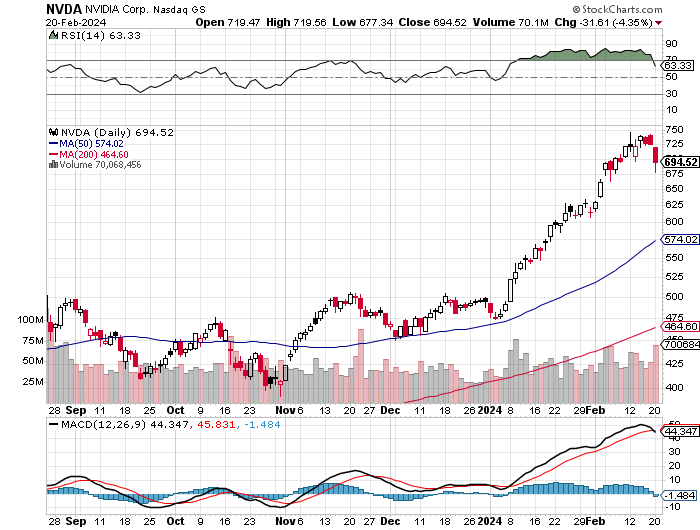 NVDA NVIDIA Corp. Nasdaq GS © StockCharts.com
20-Feb-2024 Open 719.47 High 719.56 Low 677.34 Close 694.52 Volume 70.1M Chg -31.61 (-4.35%)
RSI(14) 63.33
90
70
63.33
50
30
10
NVDA (Daily) 694.52
MA(50) 574.02
MA(200) 464.60
Volume 70,068,456
750
725
694.52
675
650
625
600
574.02
550
525
500
475
464.60
700684
425
400
100M
75M
50M
25M
28 Sep 11 18 25 Oct 9 16 23 Nov 6 13 20 27 Dec 11 18 26 2024 8 16 22 29 Feb 12 20
MACD(12,26,9) 44.347, 45.831, -1.484
44.347
30
20
10
-1.484
-10
28 Sep 11 18 25 Oct 9 16 23 Nov 6 13 20 27 Dec 11 18 26 2024 8 16 22 29 Feb 12 20